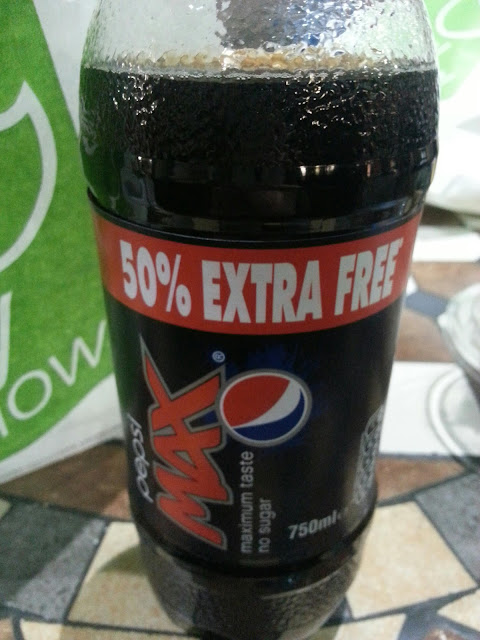 50% EXTRA FREE
pepsi
MAX®
maximum taste
no sugar
750ml